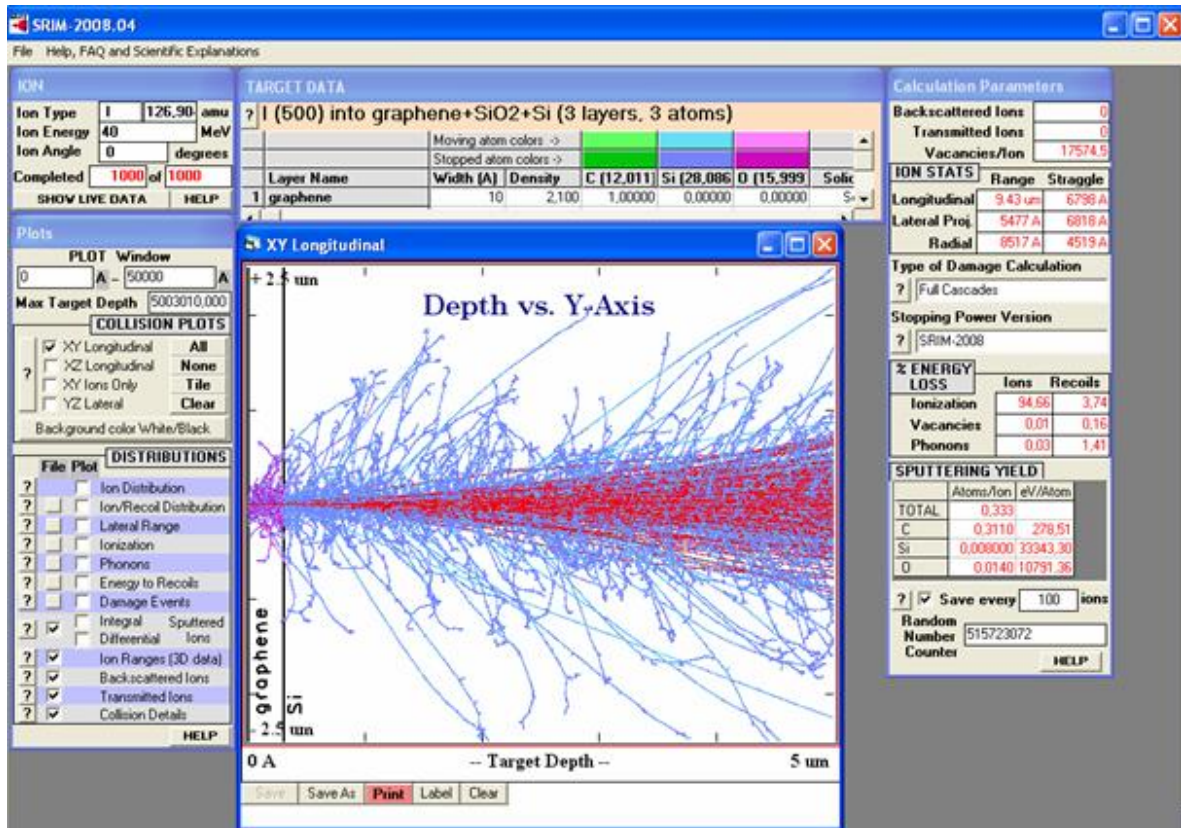 SRIM-2008.04
File Help, FAQ and Scientific Explanations
ION
Ion Type I 126,90 amu
Ion Energy 40 MeV
Ion Angle 0 degrees
Completed 1000 of 1000
SHOW LIVE DATA HELP
TARGET DATA
? I (500) into graphene+SiO2+Si (3 layers, 3 atoms)
Moving atom colors ->
Stopped atom colors ->
Layer Name Width (A) Density C (12,011) Si (28,086 O (15,999 Solic
1 graphene 10 2,100 1,00000 0,00000 0,00000
Plots
PLOT Window
0 A - 50000 A
Max Target Depth 5003010,000
COLLISION PLOTS
XY Longitudinal All
? XZ Longitudinal None
XY Ions Only Tile
YZ Lateral Clear
Background color White/Black
DISTRIBUTIONS
File Plot
? Ion Distribution
? Ion/Recoil Distribution
? Lateral Range
? Ionization
? Phonons
? Energy to Recoils
? Damage Events
? Integral Sputtered
Differential Ions
? Ion Ranges (3D data)
? Backscattered Ions
? Transmitted Ions
? Collision Details
HELP
XY Longitudinal
+ 2.5 um
Depth vs. Y-Axis
graphene
Si
- 2.5 um
0 A -- Target Depth -- 5 um
Save Save As Print Label Clear
Calculation Parameters
Backscattered Ions 0
Transmitted Ions 0
Vacancies/Ion 17574,5
ION STATS Range Straggle
Longitudinal 9.43 um 6798 A
Lateral Proj. 5477 A 6818 A
Radial 8517 A 4519 A
Type of Damage Calculation
? Full Cascades
Stopping Power Version
? SRIM-2008
% ENERGY LOSS Ions Recoils
Ionization 94,66 3,74
Vacancies 0,01 0,16
Phonons 0,03 1,41
SPUTTERING YIELD
Atoms/Ion eV/Atom
TOTAL 0,333
C 0,3110 278,51
Si 0,008000 33343,30
O 0,0140 10791,36
? Save every 100 ions
Random
Number 515723072
Counter
HELP